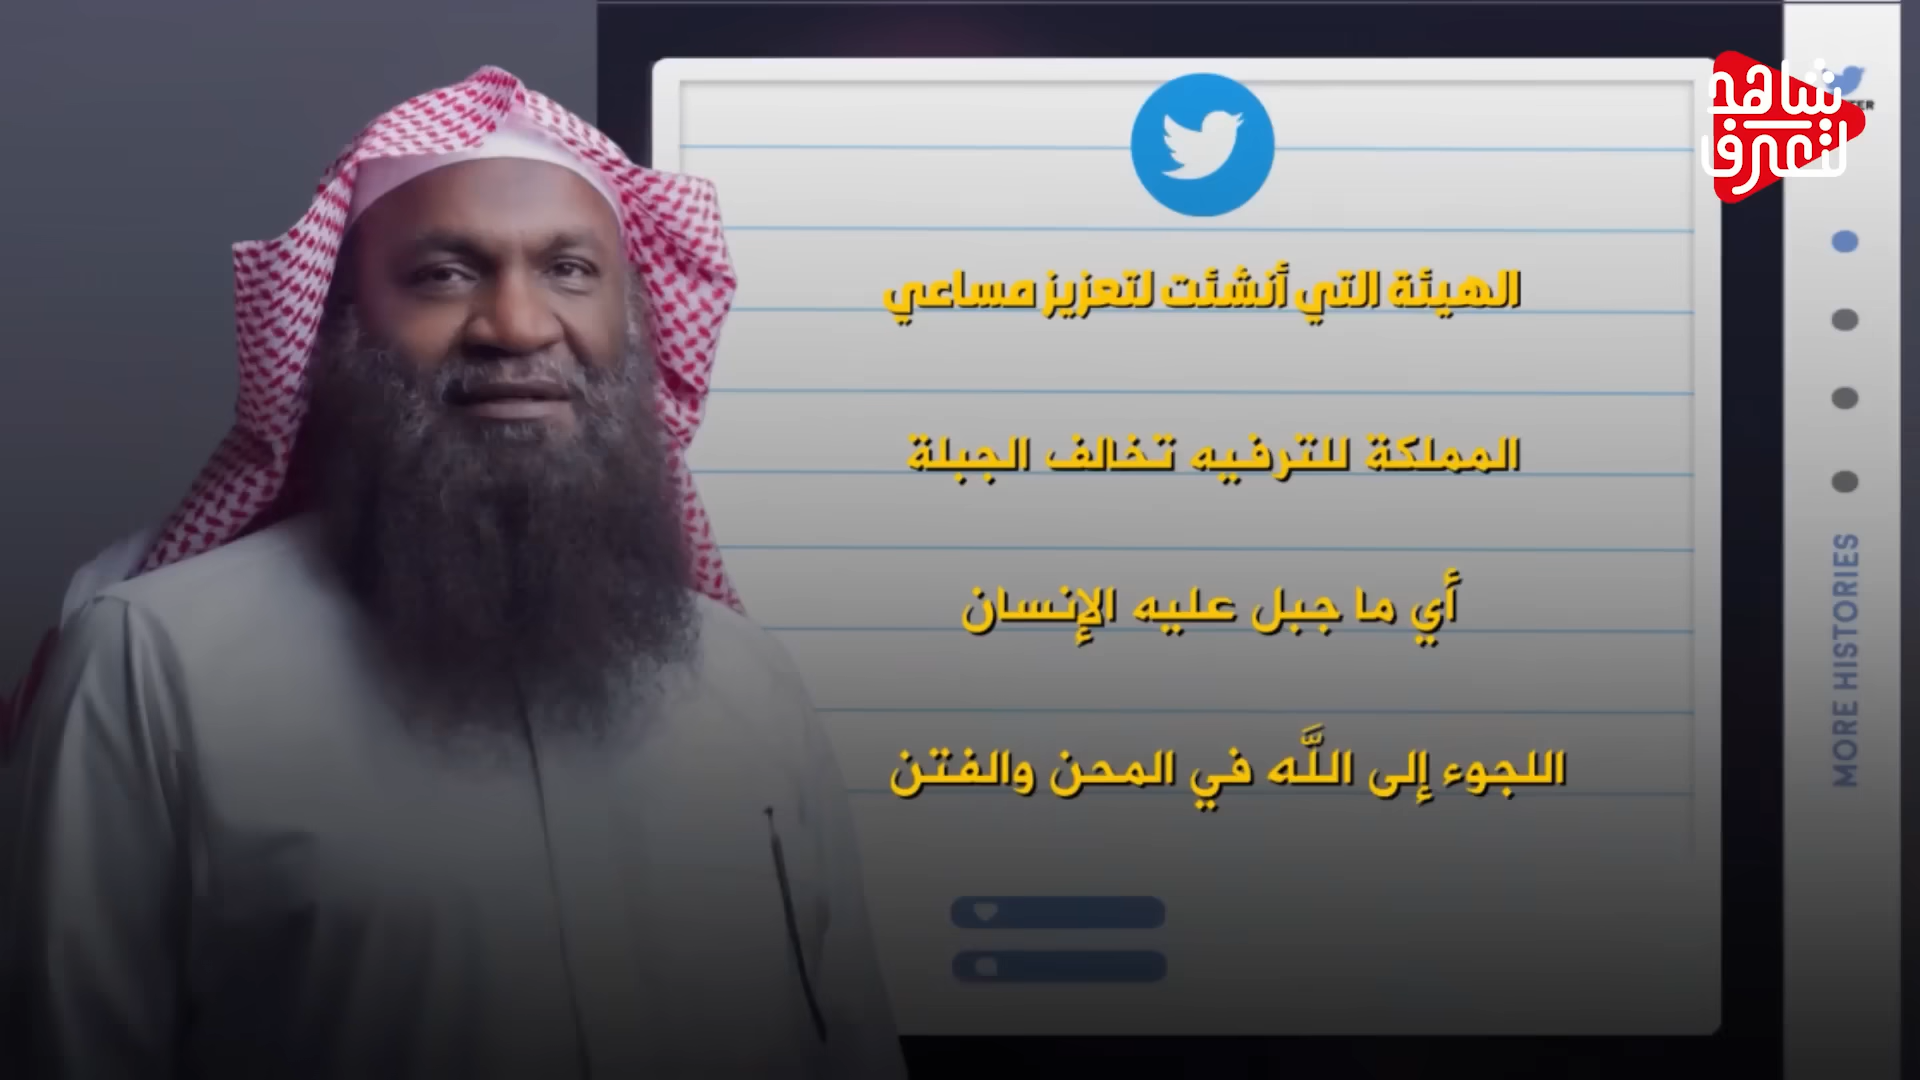 شاهد
لتعرف
الهيئة التي أنشئت لتعزيز مساعي
المملكة للترفيه تخالف الجبلة
أي ما جبل عليه الإنسان
اللجوء إلى اللَّه في المحن والفتن
MORE HISTORIES